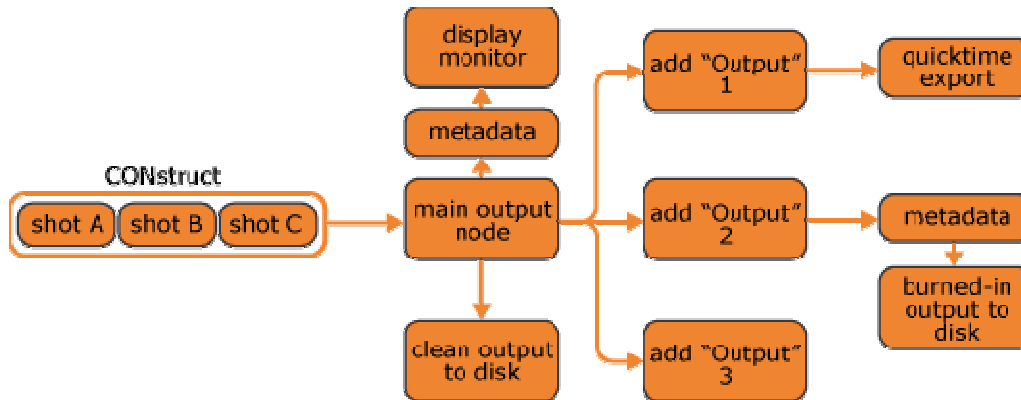 display
monitor
metadata
CONstruct
shot A
shot B
shot C
main output
node
clean output
to disk
add “Output”
1
quicktime
export
add “Output”
2
metadata
burned-in
output to
disk
add “Output”
3